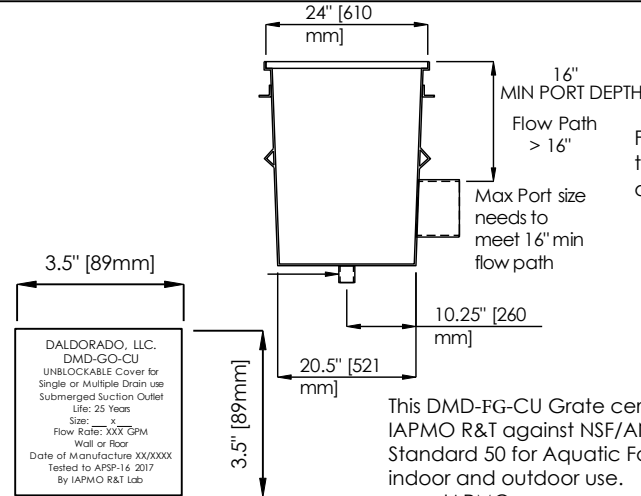 24" [610
mm]
16"
MIN PORT DEPTH
Flow Path
> 16"
Max Port size
needs to
meet 16" min
flow path
10.25" [260
mm]
20.5" [521
mm]
3.5" [89mm]
3.5" [89mm]
DALDORADO, LLC.
DMD-GO-CU
UNBLOCKABLE Cover for
Single or Multiple Drain use
Submerged Suction Outlet
Life: 25 Years
Size: ___ x___
Flow Rate: XXX GPM
Wall or Floor
Date of Manufacture XX/XXXX
Tested to APSP-16 2017
By IAPMO R&T Lab
This DMD-FG-CU Grate cer
IAPMO R&T against NSF/A
Standard 50 for Aquatic Fa
indoor and outdoor use.